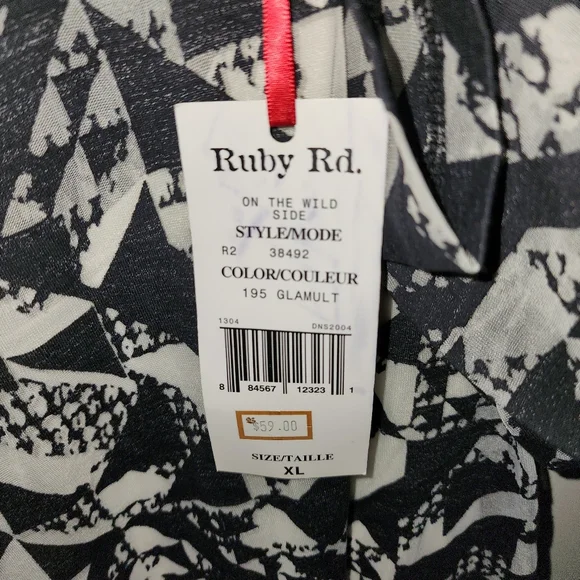 Ruby Rd.
ON THE WILD
SIDE
STYLE/MODE
R2 38492
COLOR/COULEUR
195 GLAMULT
1304 DNS2004
8 84567 12323 1
$59.00
SIZE/TAILLE
XL